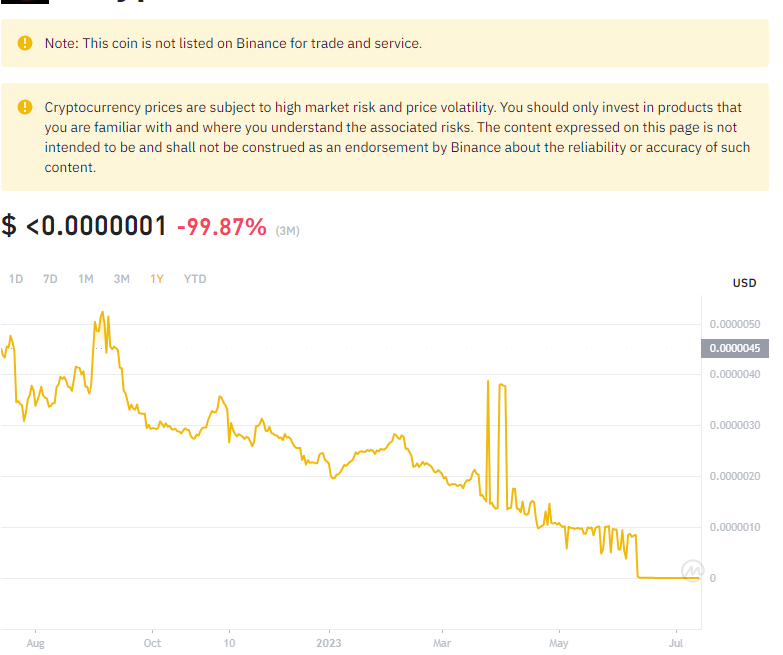 Note: This coin is not listed on Binance for trade and service.
Cryptocurrency prices are subject to high market risk and price volatility. You should only invest in products that
you are familiar with and where you understand the associated risks. The content expressed on this page is not
intended to be and shall not be construed as an endorsement by Binance about the reliability or accuracy of such
content.
$ <0.0000001 -99.87% (3M)
1D 7D 1M 3M 1Y YTD
USD
0.0000050
0.0000045
0.0000040
0.0000030
0.0000020
0.0000010
0
Aug Oct 10 2023 Mar May Jul